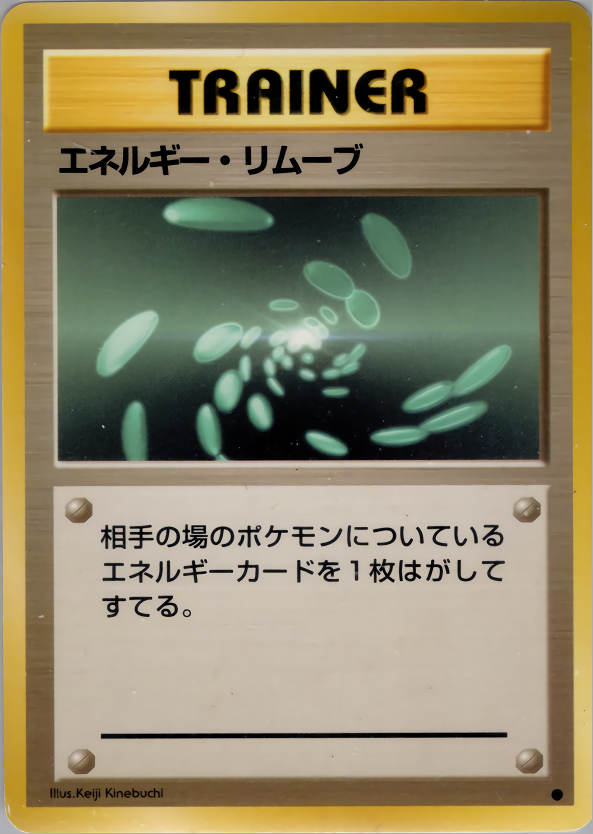 TRAINER
エネルギー・リムーブ
相手の場のポケモンについている
エネルギーカードを1枚はがして
すてる。
Illus.Keiji Kinebuchi